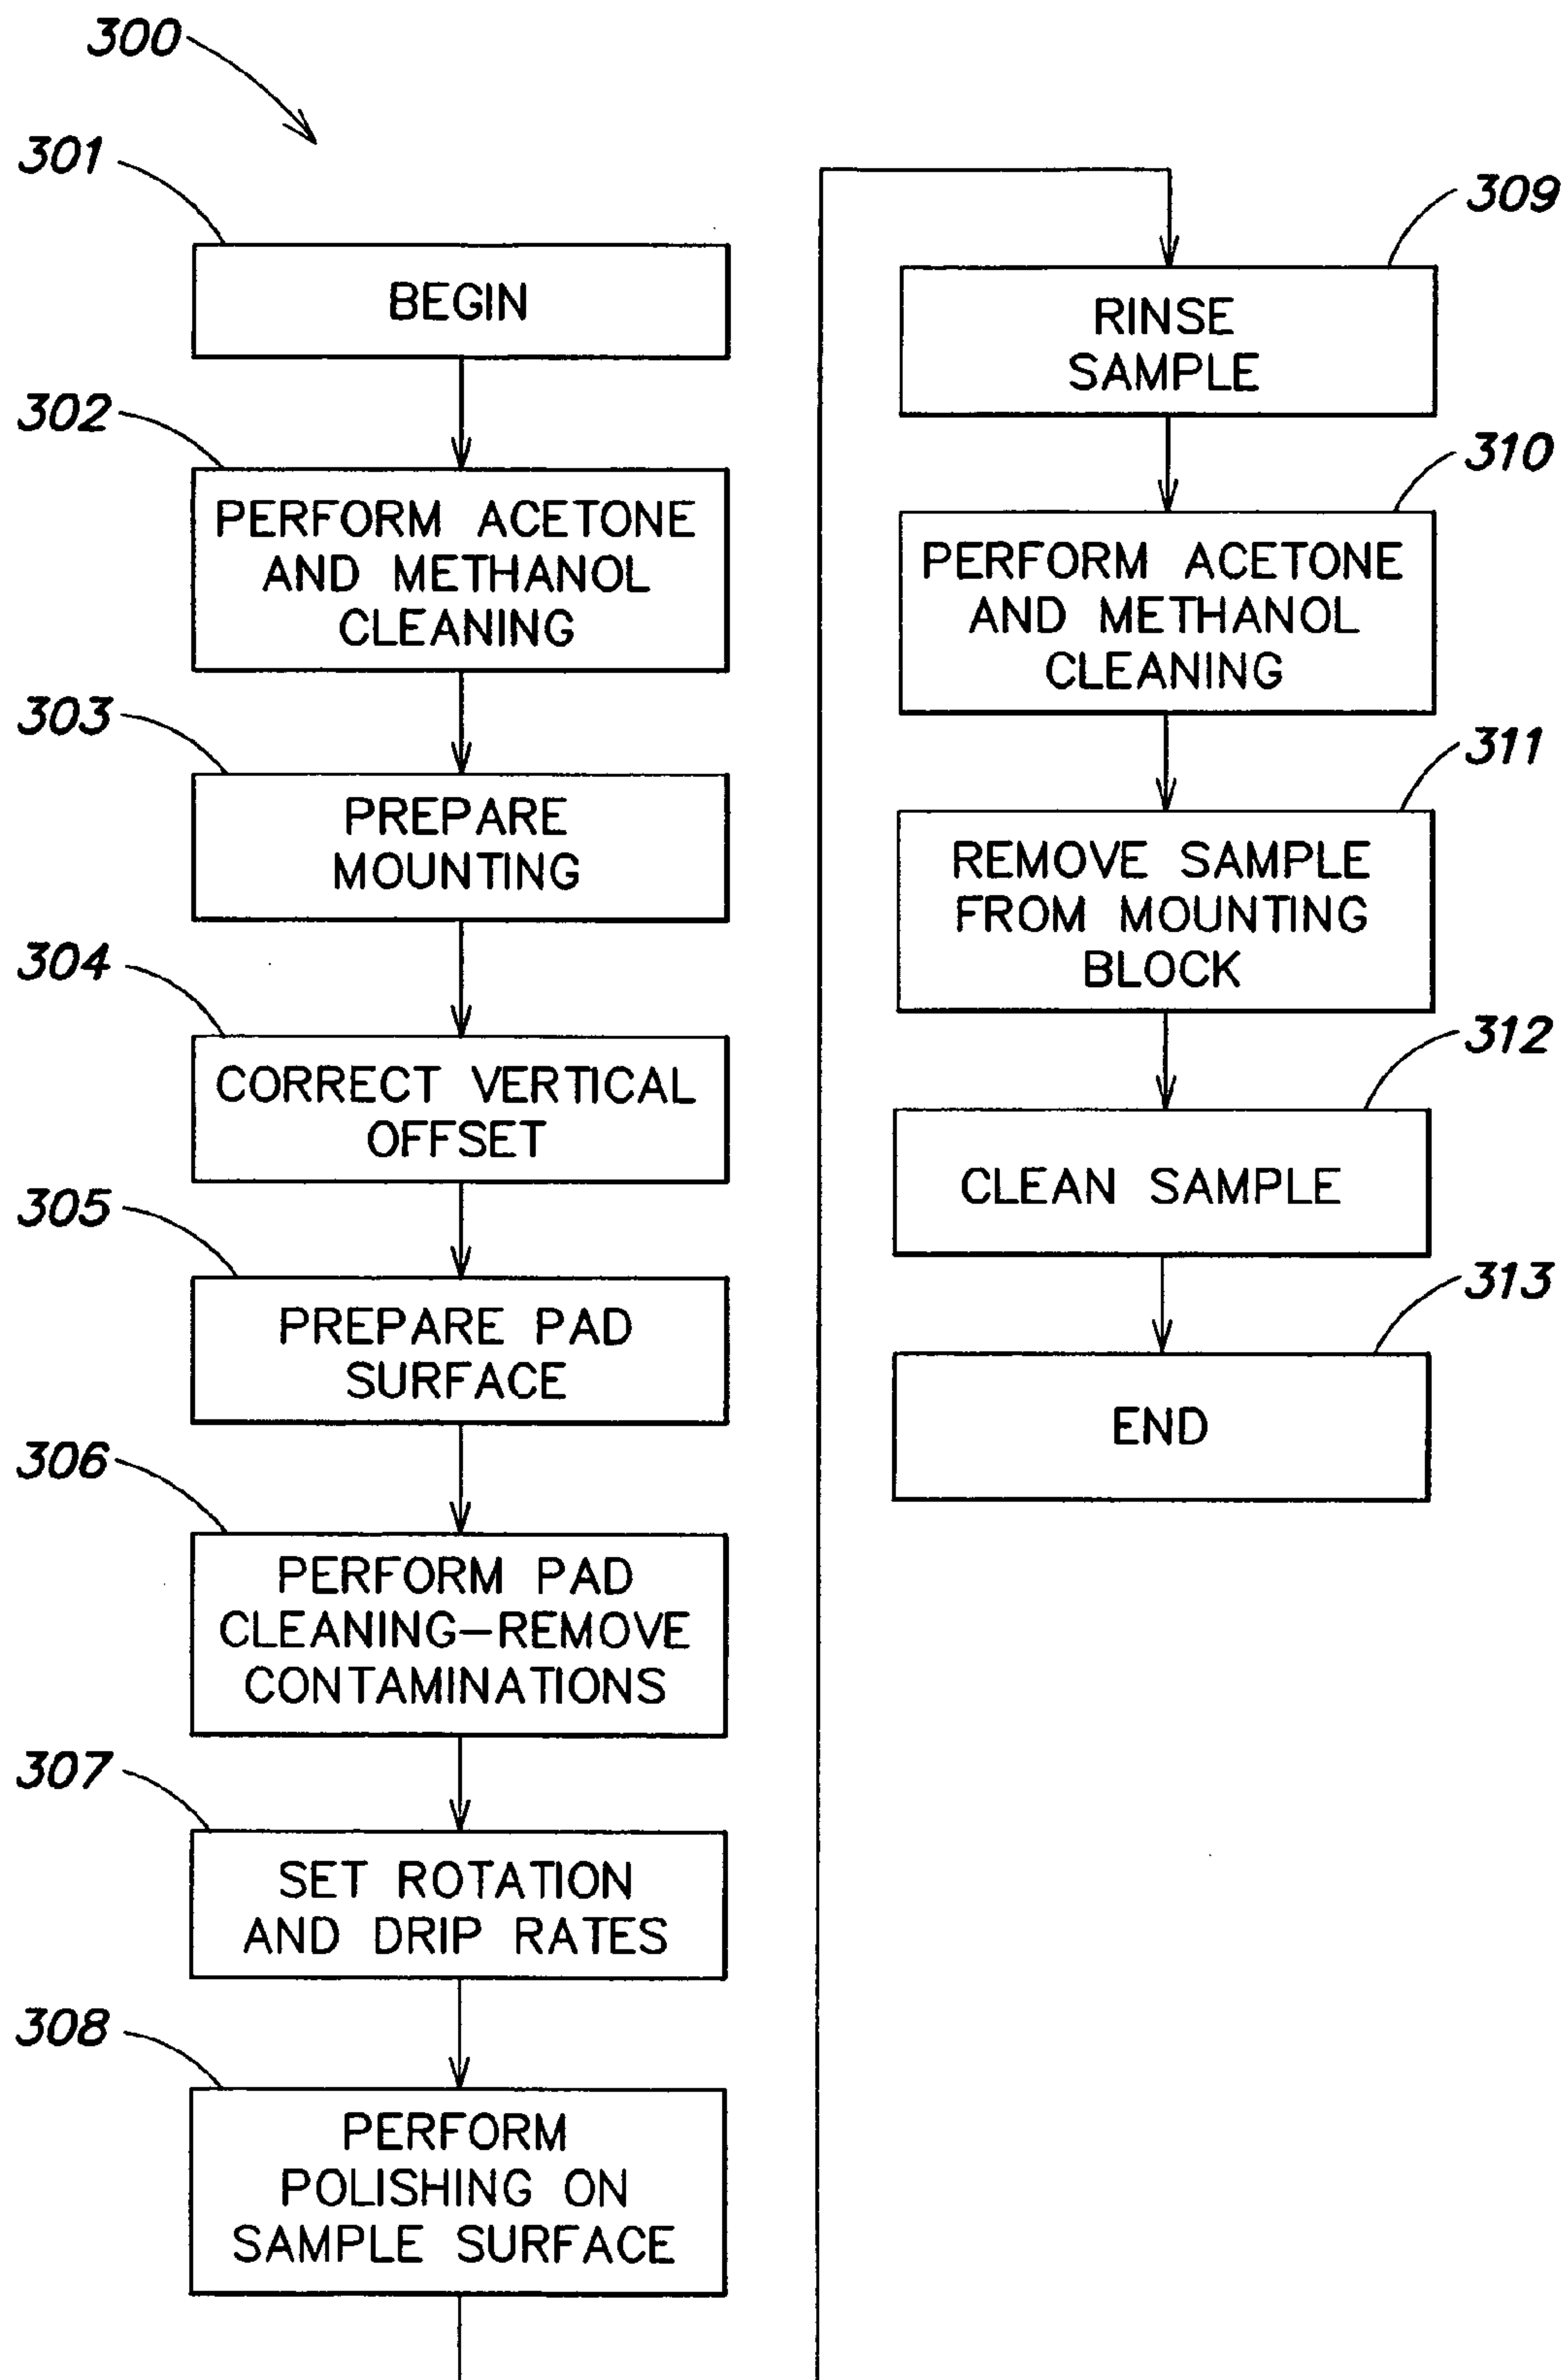 300
301
BEGIN
302
PERFORM ACETONE
AND METHANOL
CLEANING
303
PREPARE
MOUNTING
304
CORRECT VERTICAL
OFFSET
305
PREPARE PAD
SURFACE
306
PERFORM PAD
CLEANING–REMOVE
CONTAMINATIONS
307
SET ROTATION
AND DRIP RATES
308
PERFORM
POLISHING ON
SAMPLE SURFACE
309
RINSE
SAMPLE
310
PERFORM ACETONE
AND METHANOL
CLEANING
311
REMOVE SAMPLE
FROM MOUNTING
BLOCK
312
CLEAN SAMPLE
313
END